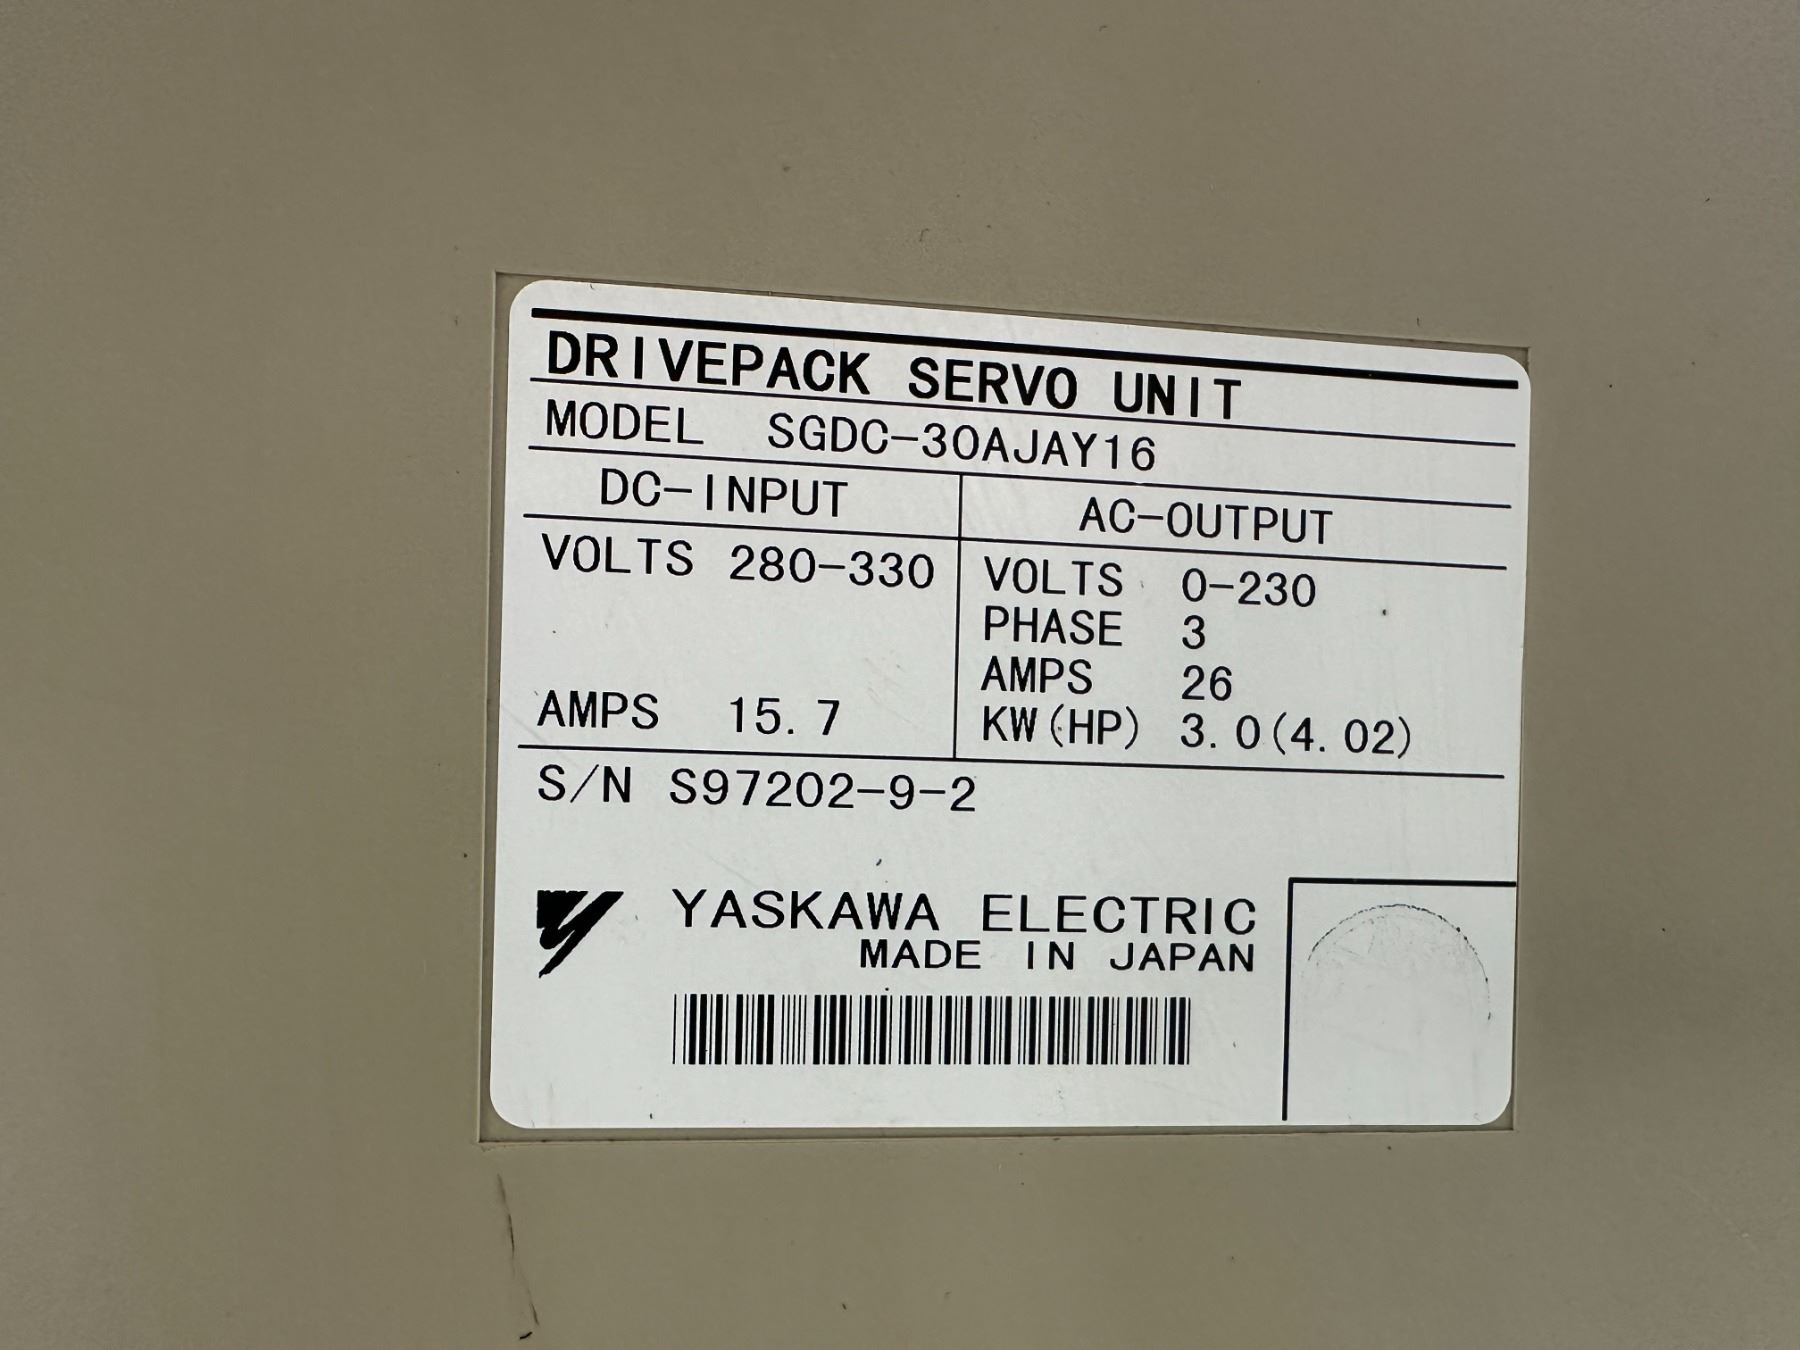 DRIVEPACK SERVO UNIT
MODEL SGDC-30AJAY16
DC-INPUT
VOLTS 280-330
AMPS 15.7
AC-OUTPUT
VOLTS 0-230
PHASE 3
AMPS 26
KW(HP) 3.0(4.02)
S/N S97202-9-2
YASKAWA ELECTRIC
MADE IN JAPAN